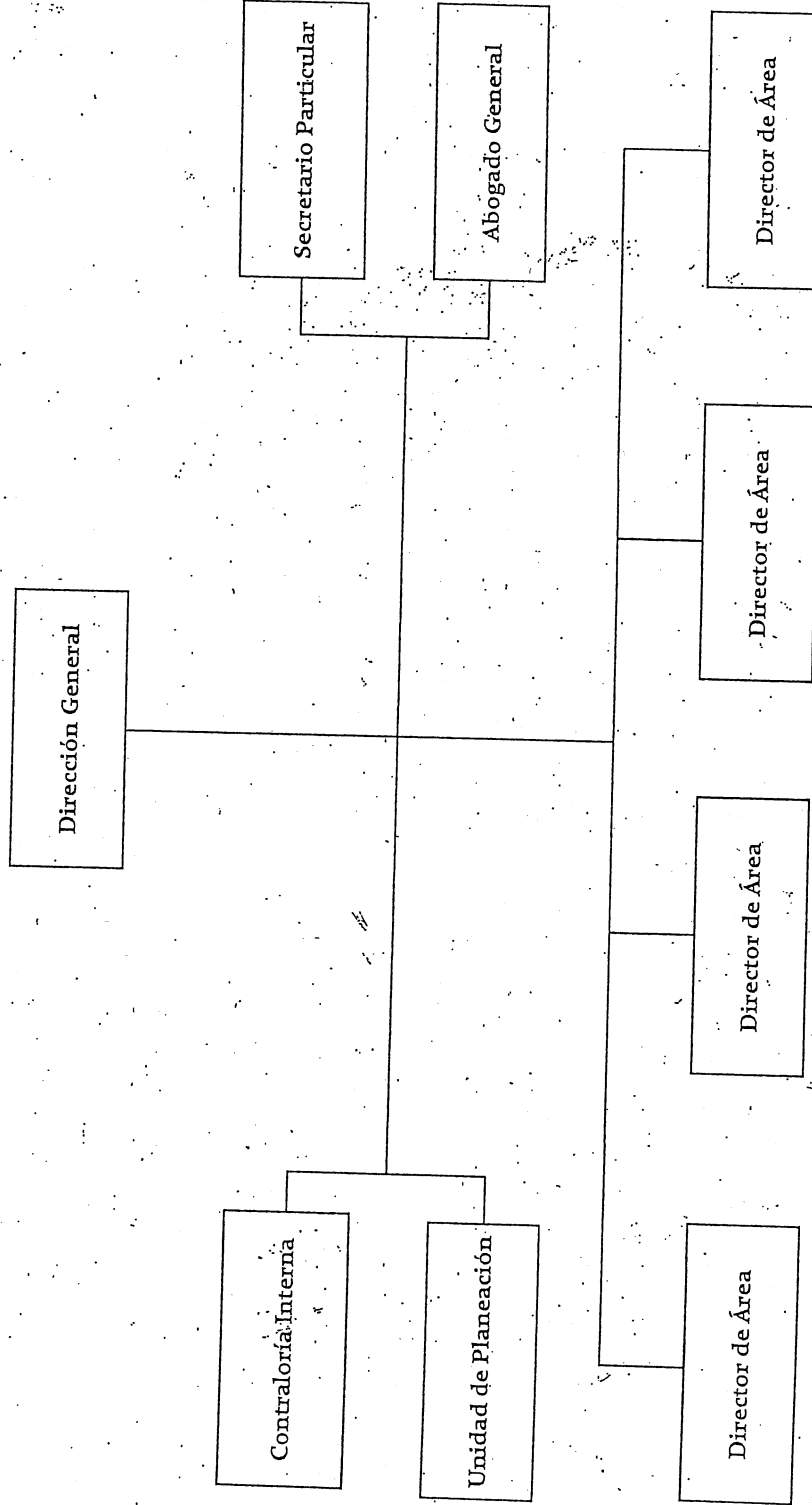 Dirección General
Contraloría Interna
Secretario Particular
Unidad de Planeación
Abogado General
Director de Área
Director de Área
Director de Área
Director de Área